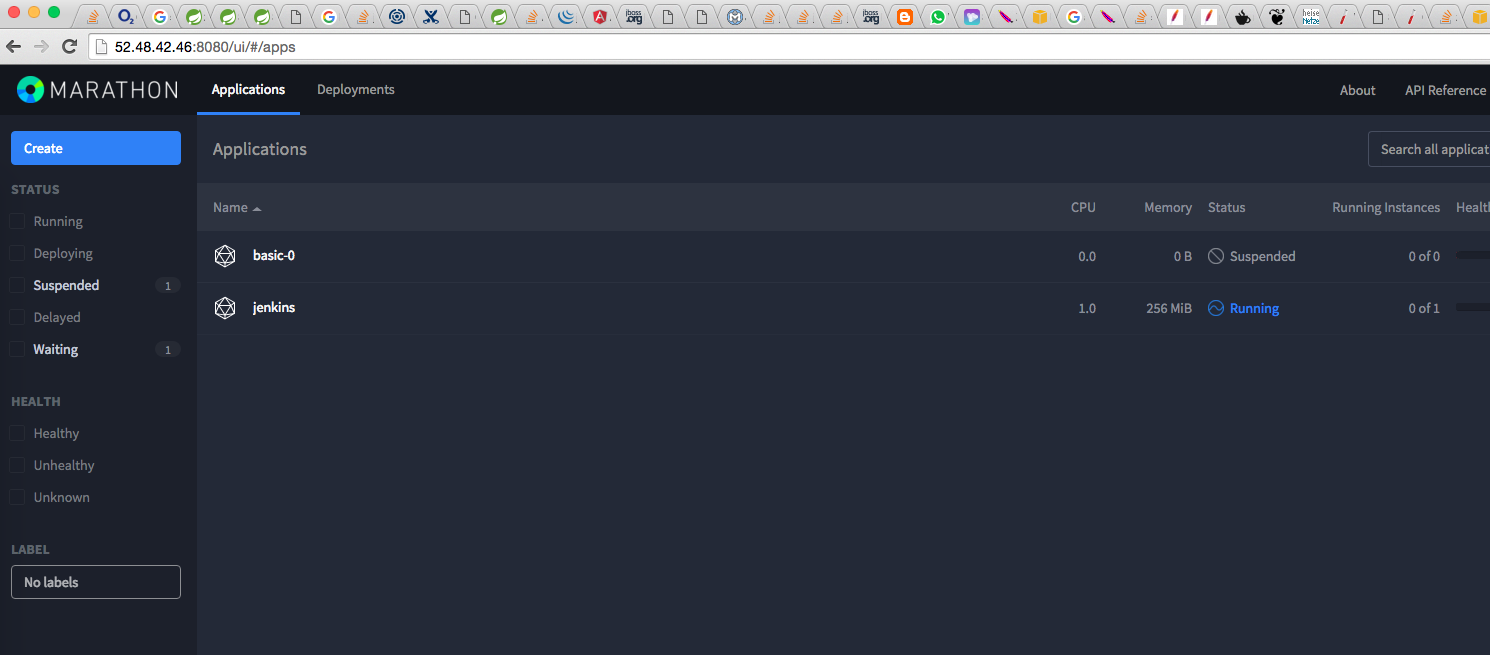 52.48.42.46:8080/ui/#/apps
MARATHON
Applications
Deployments
About
API Reference
Create
Applications
Search all applicat
STATUS
Running
Deploying
Suspended 1
Delayed
Waiting 1
HEALTH
Healthy
Unhealthy
Unknown
LABEL
No labels
Name CPU Memory Status Running Instances Health
basic-0 0.0 0 B Suspended 0 of 0
jenkins 1.0 256 MiB Running 0 of 1